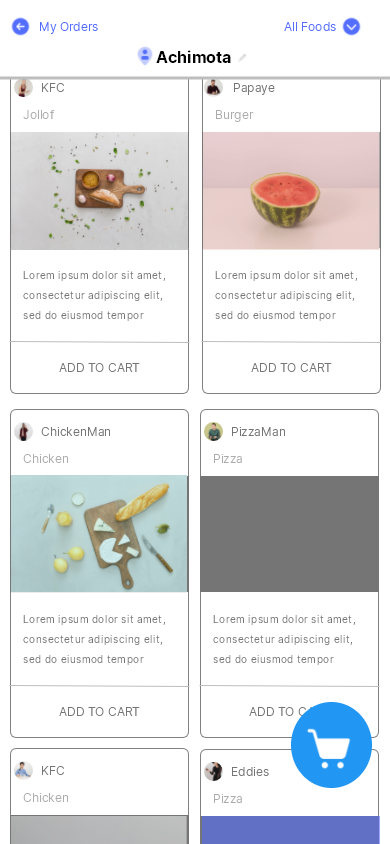 My Orders
All Foods
Achimota
KFC
Jollof
Papaye
Burger
Lorem ipsum dolor sit amet,
consectetur adipiscing elit,
sed do eiusmod tempor
Lorem ipsum dolor sit amet,
consectetur adipiscing elit,
sed do eiusmod tempor
ADD TO CART
ADD TO CART
ChickenMan
Chicken
PizzaMan
Pizza
Lorem ipsum dolor sit amet,
consectetur adipiscing elit,
sed do eiusmod tempor
Lorem ipsum dolor sit amet,
consectetur adipiscing elit,
sed do eiusmod tempor
ADD TO CART
ADD TO
KFC
Chicken
Eddies
Pizza